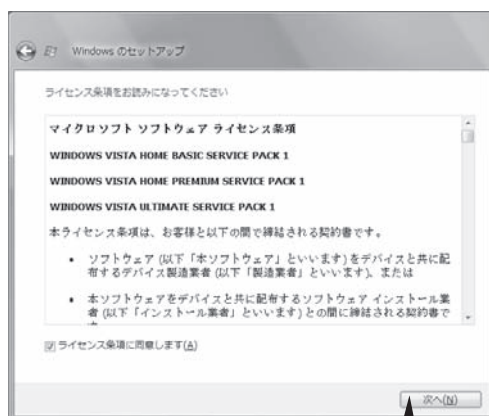 Windows のセットアップ
ライセンス条項をお読みになってください
マイクロソフト ソフトウェア ライセンス条項
WINDOWS VISTA HOME BASIC SERVICE PACK 1
WINDOWS VISTA HOME PREMIUM SERVICE PACK 1
WINDOWS VISTA ULTIMATE SERVICE PACK 1
本ライセンス条項は、お客様と以下の間で締結される契約書です。
• ソフトウェア (以下「本ソフトウェア」といいます) をデバイスと共に配
布するデバイス製造業者 (以下「製造業者」といいます)、または
• 本ソフトウェアをデバイスと共に配布するソフトウェア インストール業
者 (以下「インストール業者」といいます) との間に締結される契約書で
ライセンス条項に同意します(A)
次へ(N)